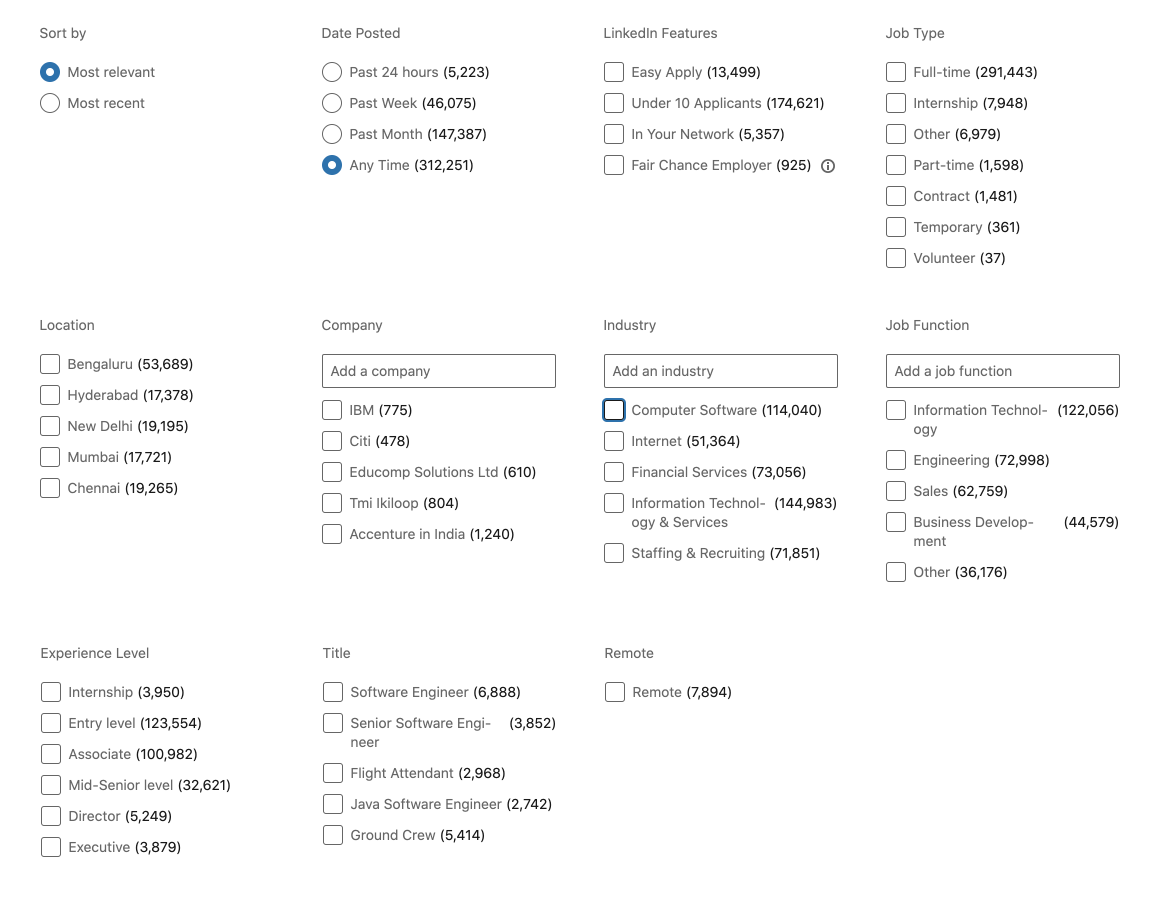 Sort by
Most relevant
Most recent
Date Posted
Past 24 hours (5,223)
Past Week (46,075)
Past Month (147,387)
Any Time (312,251)
LinkedIn Features
Easy Apply (13,499)
Under 10 Applicants (174,621)
In Your Network (5,357)
Fair Chance Employer (925)
Job Type
Full-time (291,443)
Internship (7,948)
Other (6,979)
Part-time (1,598)
Contract (1,481)
Temporary (361)
Volunteer (37)
Location
Bengaluru (53,689)
Hyderabad (17,378)
New Delhi (19,195)
Mumbai (17,721)
Chennai (19,265)
Company
Add a company
IBM (775)
Citi (478)
Educomp Solutions Ltd (610)
Tmi Ikiloop (804)
Accenture in India (1,240)
Industry
Add an industry
Computer Software (114,040)
Internet (51,364)
Financial Services (73,056)
Information Technol- (144,983)
ogy & Services
Staffing & Recruiting (71,851)
Job Function
Add a job function
Information Technol- (122,056)
ogy
Engineering (72,998)
Sales (62,759)
Business Develop- (44,579)
ment
Other (36,176)
Experience Level
Internship (3,950)
Entry level (123,554)
Associate (100,982)
Mid-Senior level (32,621)
Director (5,249)
Executive (3,879)
Title
Software Engineer (6,888)
Senior Software Engi- (3,852)
neer
Flight Attendant (2,968)
Java Software Engineer (2,742)
Ground Crew (5,414)
Remote
Remote (7,894)